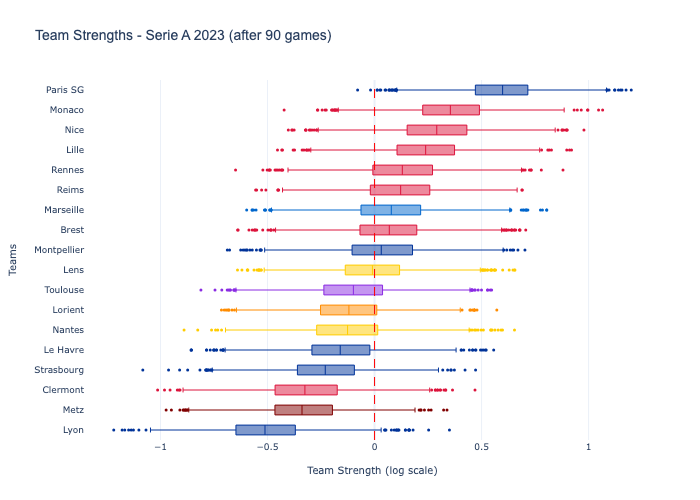 Team Strengths - Serie A 2023 (after 90 games)
Paris SG
Monaco
Nice
Lille
Rennes
Reims
Marseille
Brest
Montpellier
Lens
Toulouse
Lorient
Nantes
Le Havre
Strasbourg
Clermont
Metz
Lyon
Teams
−1
−0.5
0
0.5
1
Team Strength (log scale)